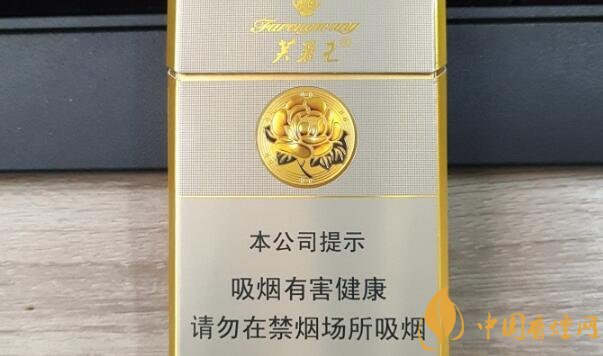 Furongwang
芙蓉王®
本公司提示
吸烟有害健康
请勿在禁烟场所吸烟
中国香烟网